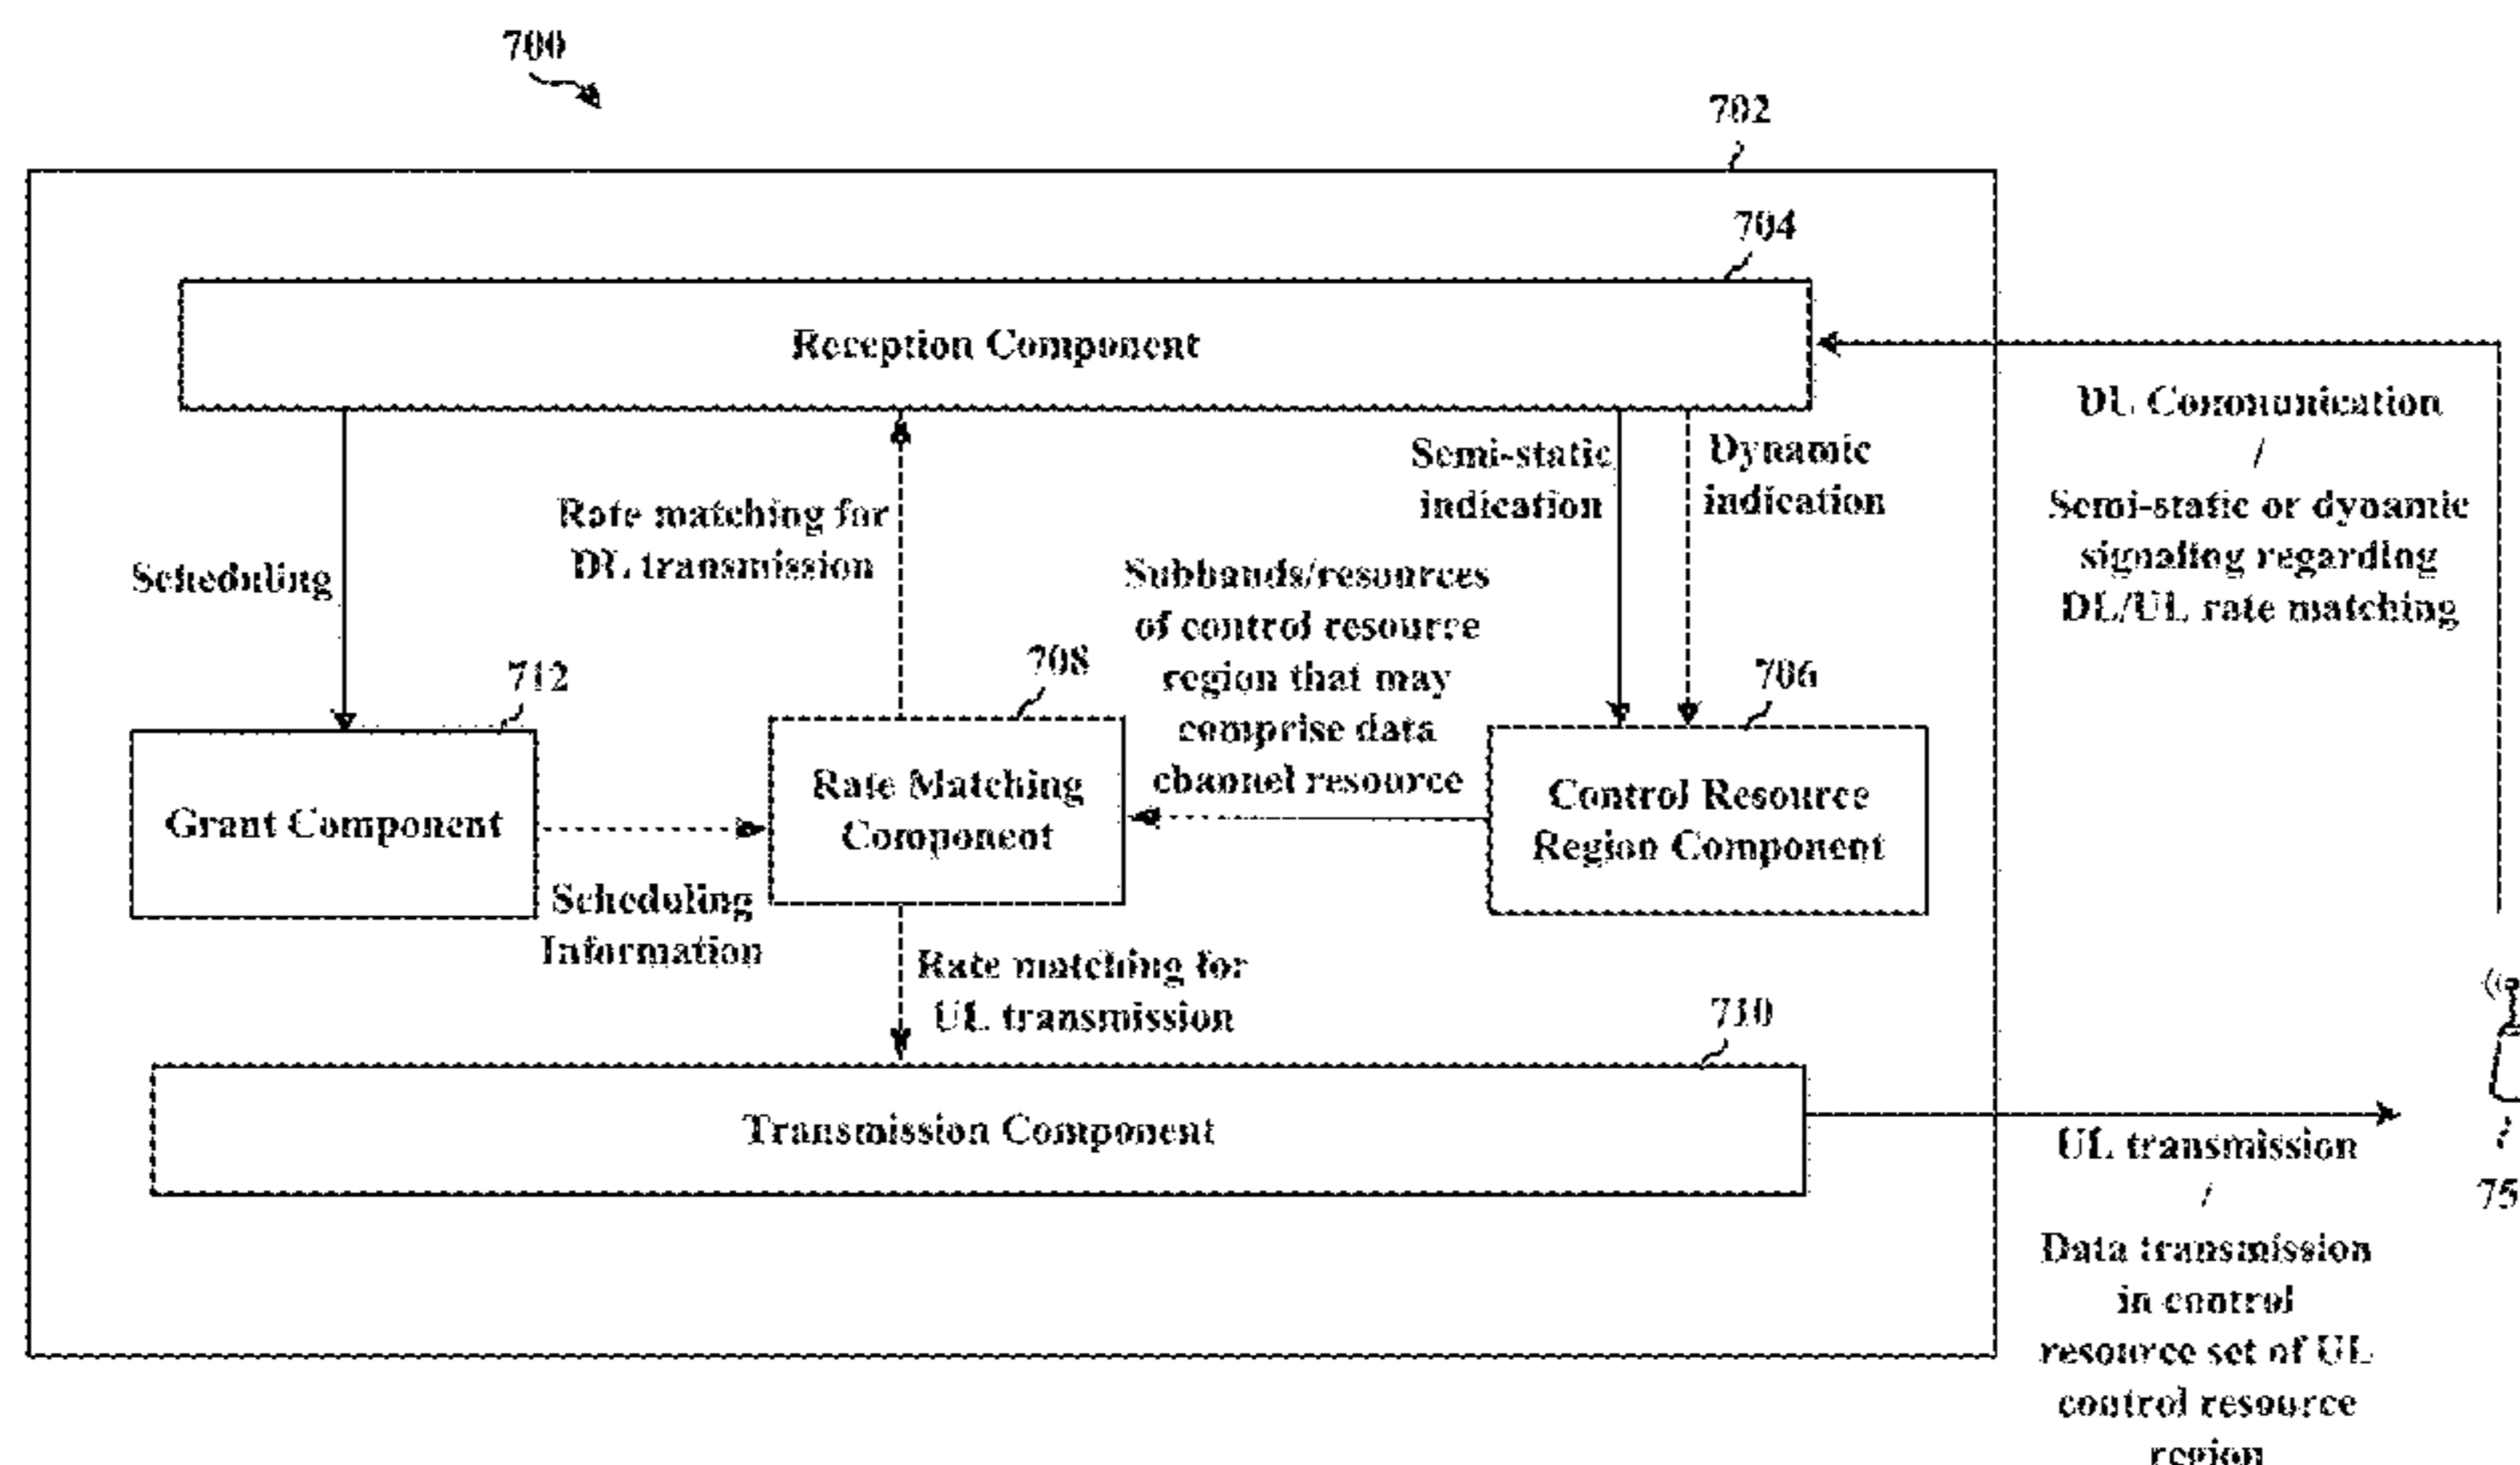 700
702
704
Reception Component
DL Communication
/
Semi-static or dynamic
signaling regarding
DL/UL rate matching
Scheduling
Rate matching for
DL transmission
Semi-static
indication
Dynamic
indication
Subbands/resources
of control resource
region that may
comprise data
channel resource
712
708
706
Grant Component
Rate Matching
Component
Control Resource
Region Component
Scheduling
Information
Rate matching for
UL transmission
710
Transmission Component
UL transmission
/
Data transmission
in control
resource set of UL
control resource
region
75